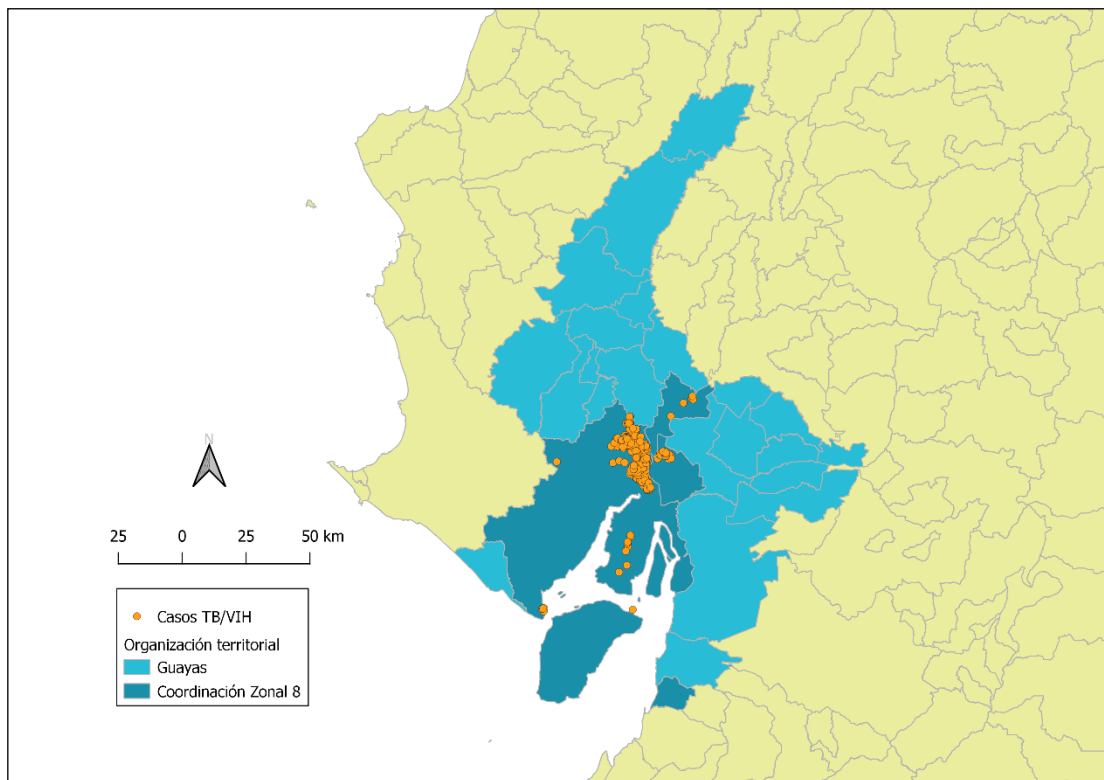 N
25 0 25 50 km
Casos TB/VIH
Organización territorial
Guayas
Coordinación Zonal 8